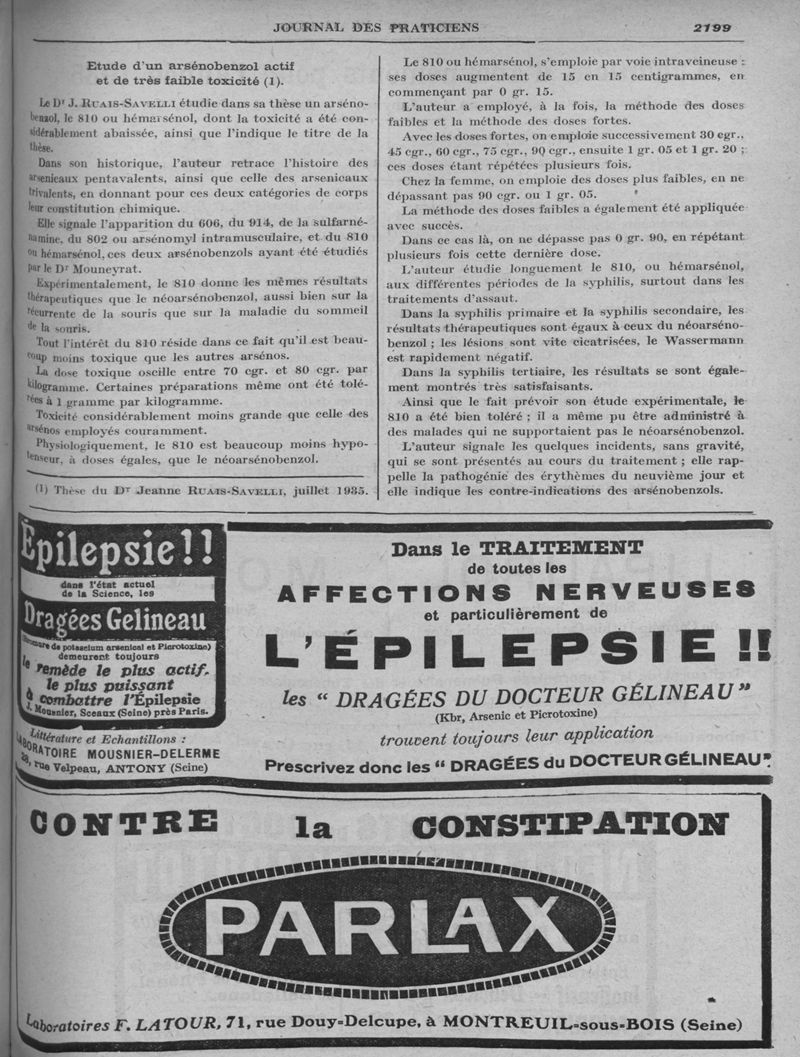 JOURNAL DES PRATICIENS 2199
Etude d'un arsénobenzol actif
et de très faible toxicité (1).
Le Dr J. RUAIS-SAVELLI étudie dans sa thèse un arséno-
benzol, le 810 ou hémarsénol, dont la toxicité a été con-
sidérablement abaissée, ainsi que l'indique le titre de la
thèse.
Dans son historique, l'auteur retrace l'histoire des
arsenicaux pentavalents, ainsi que celle des arsenicaux
trivalents, en donnant pour ces deux catégories de corps
leur constitution chimique.
Elle signale l'apparition du 606, du 914, de la sulfarné-
namine, du 802 ou arsénomyl intramusculaire, et du 810
ou hémarsénol, ces deux arsénobenzols ayant été étudiés
par le Dr Mouneyrat.
Expérimentalement, le 810 donne les mêmes résultats
thérapeutiques que le néoarsénobenzol, aussi bien sur la
récurrente de la souris que sur la maladie du sommeil
de la souris.
Tout l'intérêt du 810 réside dans ce fait qu'il est beau-
coup moins toxique que les autres arsénos.
La dose toxique oscille entre 70 cgr. et 80 cgr. par
kilogramme. Certaines préparations même ont été tolé-
rées à 1 gramme par kilogramme.
Toxicité considérablement moins grande que celle des
arsénos employés couramment.
Physiologiquement, le 810 est beaucoup moins hypo-
tenseur, à doses égales, que le néoarsénobenzol.
(1) Thèse du Dr Jeanne RUAIS-SAVELLI, juillet 1935.
Le 810 ou hémarsénol, s'emploie par voie intraveineuse :
ses doses augmentent de 15 en 15 centigrammes, en
commençant par 0 gr. 15.
L'auteur a employé, à la fois, la méthode des doses
faibles et la méthode des doses fortes.
Avec les doses fortes, on emploie successivement 30 cgr.,
45 cgr., 60 cgr., 75 cgr., 90 cgr., ensuite 1 gr. 05 et 1 gr. 20 ;
ces doses étant répétées plusieurs fois.
Chez la femme, on emploie des doses plus faibles, en ne
dépassant pas 90 cgr. ou 1 gr. 05.
La méthode des doses faibles a également été appliquée
avec succès.
Dans ce cas là, on ne dépasse pas 0 gr. 90, en répétant
plusieurs fois cette dernière dose.
L'auteur étudie longuement le 810, ou hémarsénol,
aux différentes périodes de la syphilis, surtout dans les
traitements d'assaut.
Dans la syphilis primaire et la syphilis secondaire, les
résultats thérapeutiques sont égaux à ceux du néoarséno-
benzol ; les lésions sont vite cicatrisées, le Wassermann
est rapidement négatif.
Dans la syphilis tertiaire, les résultats se sont égale-
ment montrés très satisfaisants.
Ainsi que le fait prévoir son étude expérimentale, le
810 a été bien toléré ; il a même pu être administré à
des malades qui ne supportaient pas le néoarsénobenzol.
L'auteur signale les quelques incidents, sans gravité,
qui se sont présentés au cours du traitement ; elle rap-
pelle la pathogénie des érythèmes du neuvième jour et
elle indique les contre-indications des arsénobenzols.
Epilepsie!!
dans l'état actuel
de la Science, les
Dragées Gelineau
(Bromure de potassium arsenical et Picrotoxine)
demeurent toujours
le remède le plus actif,
le plus puissant
à combattre l'Épilepsie
J. Mousnier, Sceaux (Seine) près Paris.
Littérature et Echantillons :
LABORATOIRE MOUSNIER-DELERME
rue Velpeau, ANTONY (Seine)
Dans le TRAITEMENT
de toutes les
AFFECTIONS NERVEUSES
et particulièrement de
L'ÉPILEPSIE !!
les “ DRAGÉES DU DOCTEUR GÉLINEAU ”
(Kbr, Arsenic et Picrotoxine)
trouvent toujours leur application
Prescrivez donc les “ DRAGÉES du DOCTEUR GÉLINEAU”.
CONTRE la CONSTIPATION
PARLAX
Laboratoires F. LATOUR, 71, rue Douy-Delcupe, à MONTREUIL-sous-BOIS (Seine)